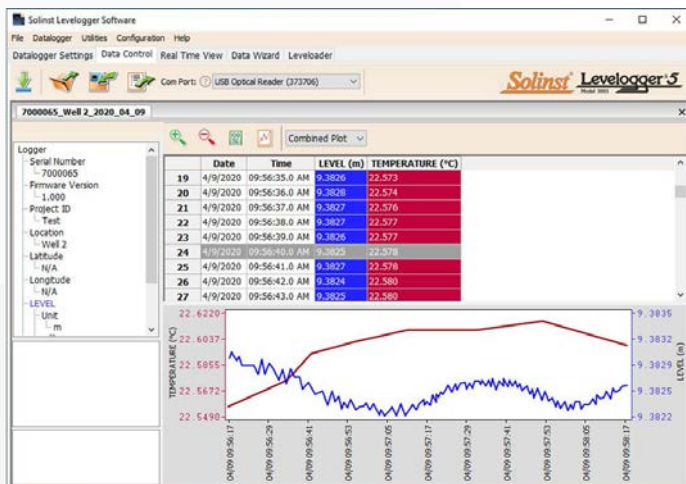 Solinst Levelogger Software
File Datalogger Utilities Configuration Help
Datalogger Settings Data Control Real Time View Data Wizard Leveloader
Com Port: ? USB Optical Reader (373706)
Solinst Levelogger 5
Model 3001
7000065_Well 2_2020_04_09
Combined Plot
Logger
Serial Number
7000065
Firmware Version
1.000
Project ID
Test
Location
Well 2
Latitude
N/A
Longitude
N/A
LEVEL
Unit
m
Date Time LEVEL (m) TEMPERATURE (°C)
19 4/9/2020 09:56:35.0 AM 9.3826 22.573
20 4/9/2020 09:56:36.0 AM 9.3828 22.574
21 4/9/2020 09:56:37.0 AM 9.3827 22.576
22 4/9/2020 09:56:38.0 AM 9.3827 22.577
23 4/9/2020 09:56:39.0 AM 9.3826 22.577
24 4/9/2020 09:56:40.0 AM 9.3825 22.578
25 4/9/2020 09:56:41.0 AM 9.3827 22.578
26 4/9/2020 09:56:42.0 AM 9.3824 22.580
27 4/9/2020 09:56:43.0 AM 9.3825 22.580
TEMPERATURE (°C)
22.6220
22.6037
22.5855
22.5672
22.5490
9.3835
9.3832
9.3829
9.3825
9.3822
LEVEL (m)
04/09 09:56:17
04/09 09:56:29
04/09 09:56:41
04/09 09:56:53
04/09 09:57:05
04/09 09:57:17
04/09 09:57:29
04/09 09:57:41
04/09 09:57:53
04/09 09:58:05
04/09 09:58:17